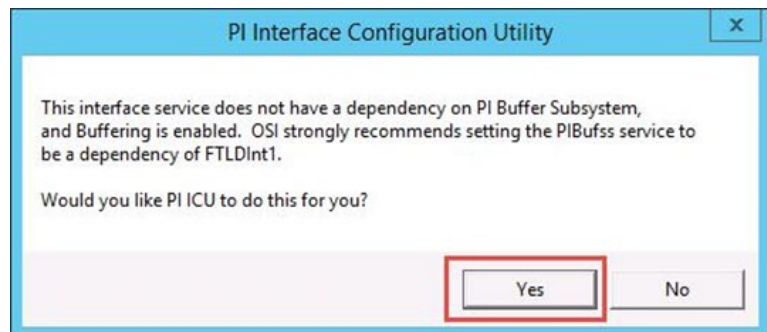 PI Interface Configuration Utility
x
This interface service does not have a dependency on PI Buffer Subsystem,
and Buffering is enabled. OSI strongly recommends setting the PIBufss service to
be a dependency of FTLDInt1.
Would you like PI ICU to do this for you?
Yes
No